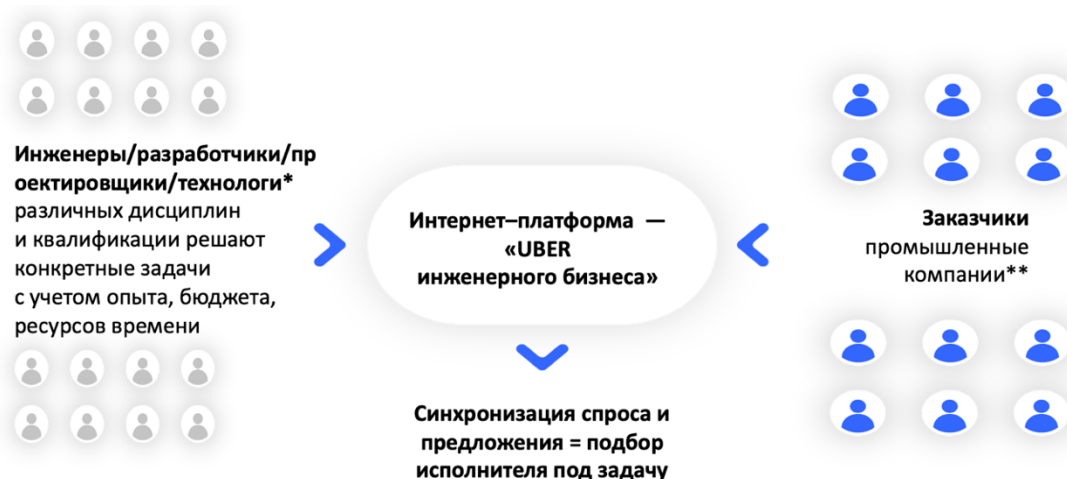 Инженеры/разработчики/пр
оектировщики/технологи*
различных дисциплин
и квалификации решают
конкретные задачи
с учетом опыта, бюджета,
ресурсов времени
Интернет–платформа —
«UBER
инженерного бизнеса»
Синхронизация спроса и
предложения = подбор
исполнителя под задачу
Заказчики
промышленные
компании**